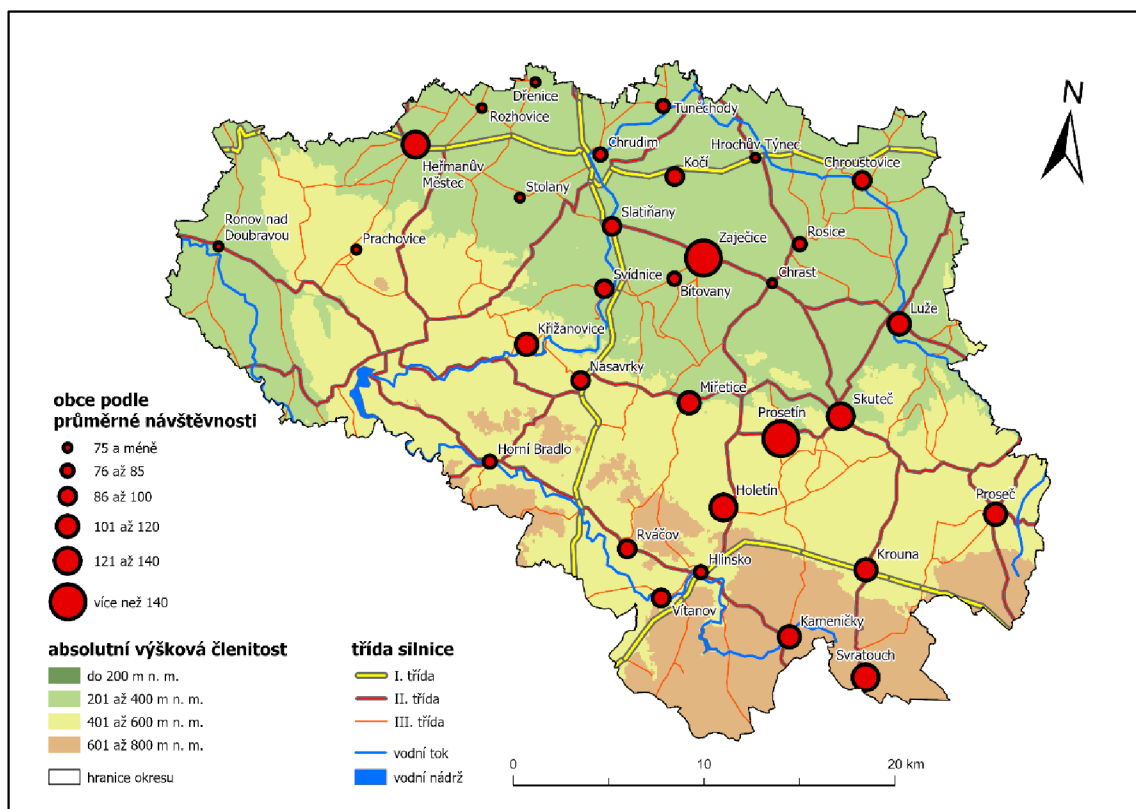 N
Dřenice
Rozhovice
Tuněchody
Chrudim
Hrochův Týnec
Heřmanův
Městec
Kočí
Chroustovice
Stolany
Ronov nad
Doubravou
Slatiňany
Prachovice
Zaječice
Rosice
Svídnice
Bítovany
Chrast
Luže
Křižanovice
Nasavrky
Miřetice
Skuteč
Prosetín
Horní Bradlo
Holetín
Proseč
Rváčov
Hlinsko
Krouna
Vítanov
Kameničky
Svratouch
obce podle
průměrné návštěvnosti
75 a méně
76 až 85
86 až 100
101 až 120
121 až 140
více než 140
absolutní výšková členitost
do 200 m n. m.
201 až 400 m n. m.
401 až 600 m n. m.
601 až 800 m n. m.
hranice okresu
třída silnice
I. třída
II. třída
III. třída
vodní tok
vodní nádrž
0 10 20 km